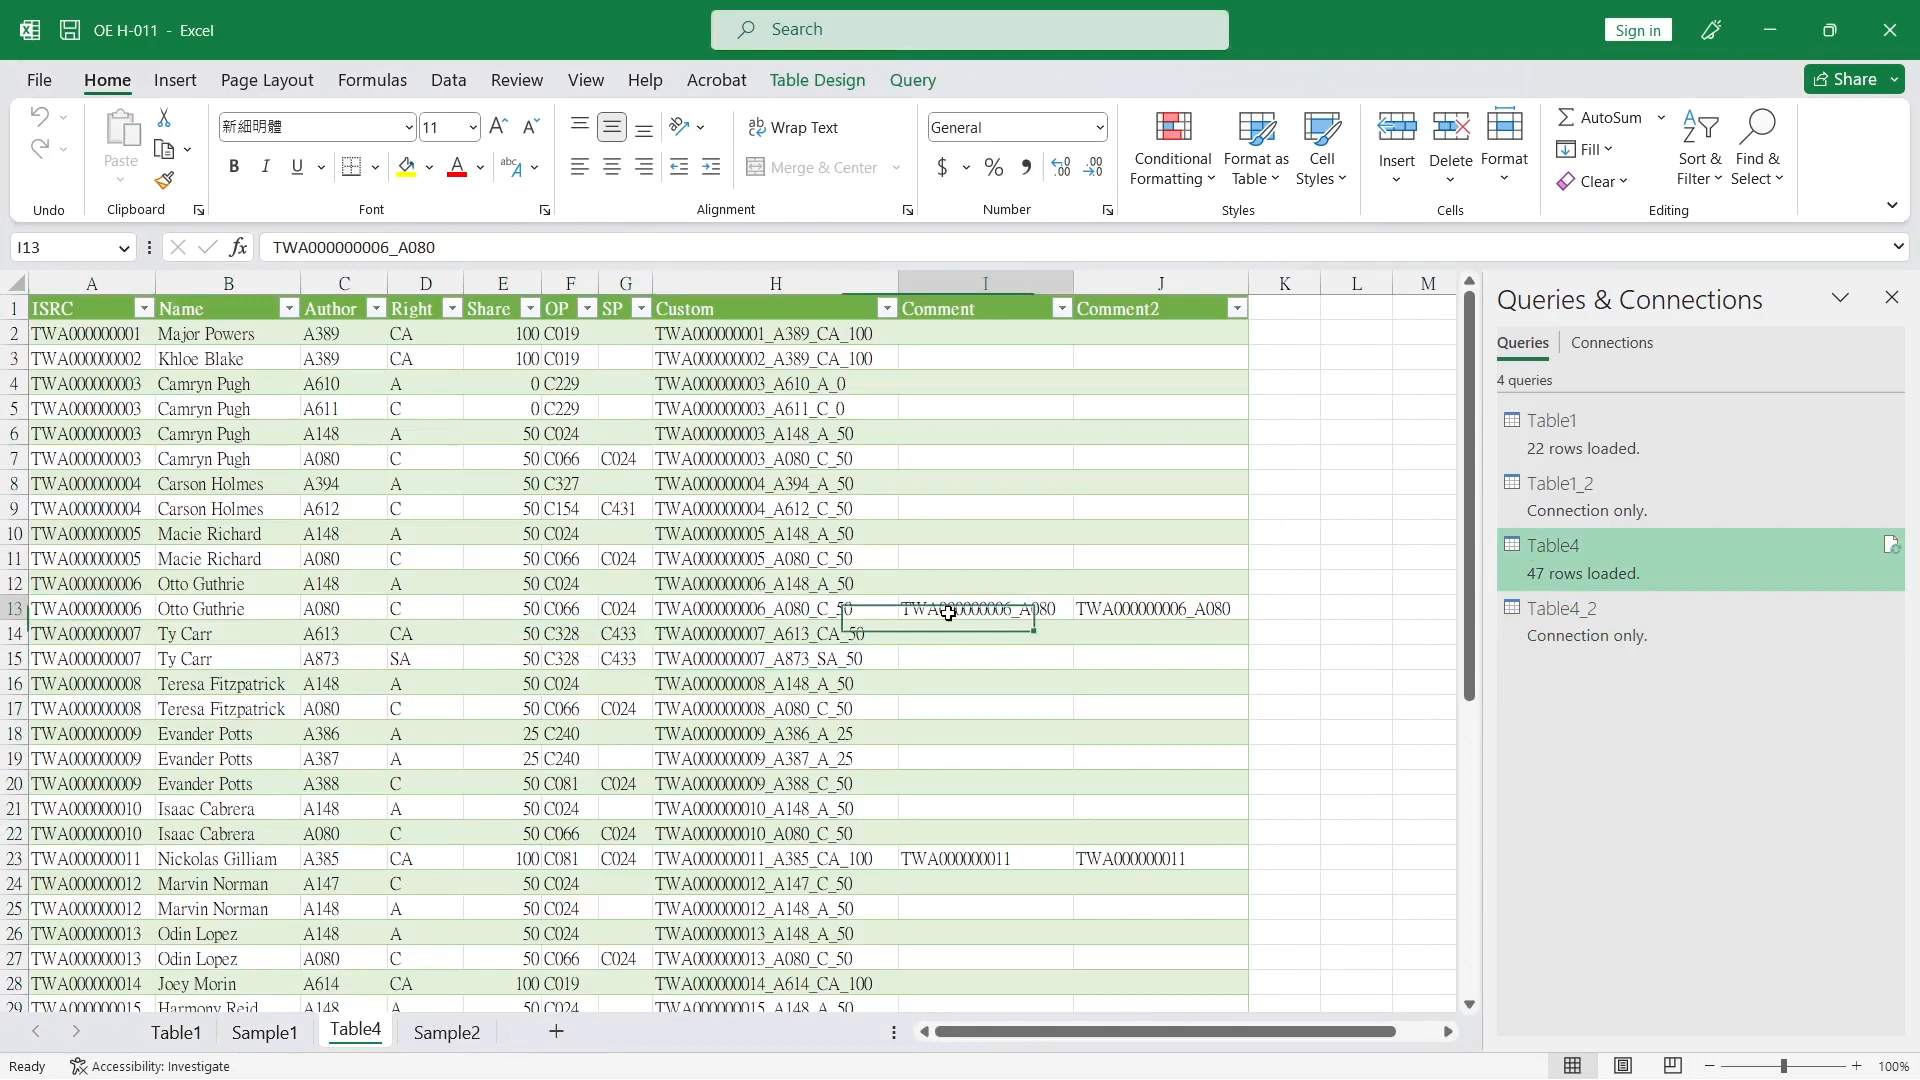 OE H-011 - Excel
Search
Sign in
File Home Insert Page Layout Formulas Data Review View Help Acrobat Table Design Query
Share
新細明體 11
Wrap Text
General
Paste
B I U
Merge & Center
$ % 9
Conditional Formatting
Format as Table
Cell Styles
Insert Delete Format
AutoSum
Fill
Clear
Sort & Filter
Find & Select
Undo Clipboard Font Alignment Number Styles Cells Editing
I13 fx TWA000000006_A080
A B C D E F G H I J K L M
1 ISRC Name Author Right Share OP SP Custom Comment Comment2
2 TWA000000001 Major Powers A389 CA 100 C019 TWA000000001_A389_CA_100
3 TWA000000002 Khloe Blake A389 CA 100 C019 TWA000000002_A389_CA_100
4 TWA000000003 Camryn Pugh A610 A 0 C229 TWA000000003_A610_A_0
5 TWA000000003 Camryn Pugh A611 C 0 C229 TWA000000003_A611_C_0
6 TWA000000003 Camryn Pugh A148 A 50 C024 TWA000000003_A148_A_50
7 TWA000000003 Camryn Pugh A080 C 50 C066 C024 TWA000000003_A080_C_50
8 TWA000000004 Carson Holmes A394 A 50 C327 TWA000000004_A394_A_50
9 TWA000000004 Carson Holmes A612 C 50 C154 C431 TWA000000004_A612_C_50
10 TWA000000005 Macie Richard A148 A 50 C024 TWA000000005_A148_A_50
11 TWA000000005 Macie Richard A080 C 50 C066 C024 TWA000000005_A080_C_50
12 TWA000000006 Otto Guthrie A148 A 50 C024 TWA000000006_A148_A_50
13 TWA000000006 Otto Guthrie A080 C 50 C066 C024 TWA000000006_A080_C_50 TWA000000006_A080 TWA000000006_A080
14 TWA000000007 Ty Carr A613 CA 50 C328 C433 TWA000000007_A613_CA_50
15 TWA000000007 Ty Carr A873 SA 50 C328 C433 TWA000000007_A873_SA_50
16 TWA000000008 Teresa Fitzpatrick A148 A 50 C024 TWA000000008_A148_A_50
17 TWA000000008 Teresa Fitzpatrick A080 C 50 C066 C024 TWA000000008_A080_C_50
18 TWA000000009 Evander Potts A386 A 25 C240 TWA000000009_A386_A_25
19 TWA000000009 Evander Potts A387 A 25 C240 TWA000000009_A387_A_25
20 TWA000000009 Evander Potts A388 C 50 C081 C024 TWA000000009_A388_C_50
21 TWA000000010 Isaac Cabrera A148 A 50 C024 TWA000000010_A148_A_50
22 TWA000000010 Isaac Cabrera A080 C 50 C066 C024 TWA000000010_A080_C_50
23 TWA000000011 Nickolas Gilliam A385 CA 100 C081 C024 TWA000000011_A385_CA_100 TWA000000011 TWA000000011
24 TWA000000012 Marvin Norman A147 C 50 C024 TWA000000012_A147_C_50
25 TWA000000012 Marvin Norman A148 A 50 C024 TWA000000012_A148_A_50
26 TWA000000013 Odin Lopez A148 A 50 C024 TWA000000013_A148_A_50
27 TWA000000013 Odin Lopez A080 C 50 C066 C024 TWA000000013_A080_C_50
28 TWA000000014 Joey Morin A614 CA 100 C019 TWA000000014_A614_CA_100
29 TWA000000015 Harmony Reid A148 A 50 C024 TWA000000015_A148_A_50
Queries & Connections
Queries Connections
4 queries
Table1
22 rows loaded.
Table1_2
Connection only.
Table4
47 rows loaded.
Table4_2
Connection only.
Table1 Sample1 Table4 Sample2
Ready Accessibility: Investigate 100%